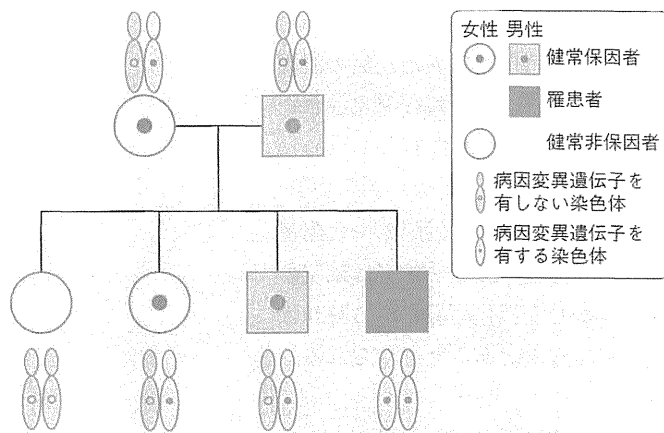 女性 男性
健常保因者
罹患者
健常非保因者
病因変異遺伝子を
有しない染色体
病因変異遺伝子を
有する染色体